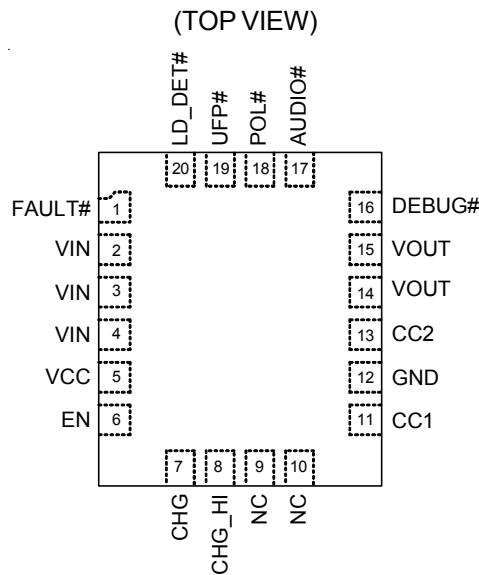 (TOP VIEW)
LD_DET#
UFP#
POL#
AUDIO#
20
19
18
17
FAULT# 1
16 DEBUG#
VIN 2
15 VOUT
VIN 3
14 VOUT
VIN 4
13 CC2
VCC 5
12 GND
EN 6
11 CC1
7
8
9
10
CHG
CHG_HI
NC
NC